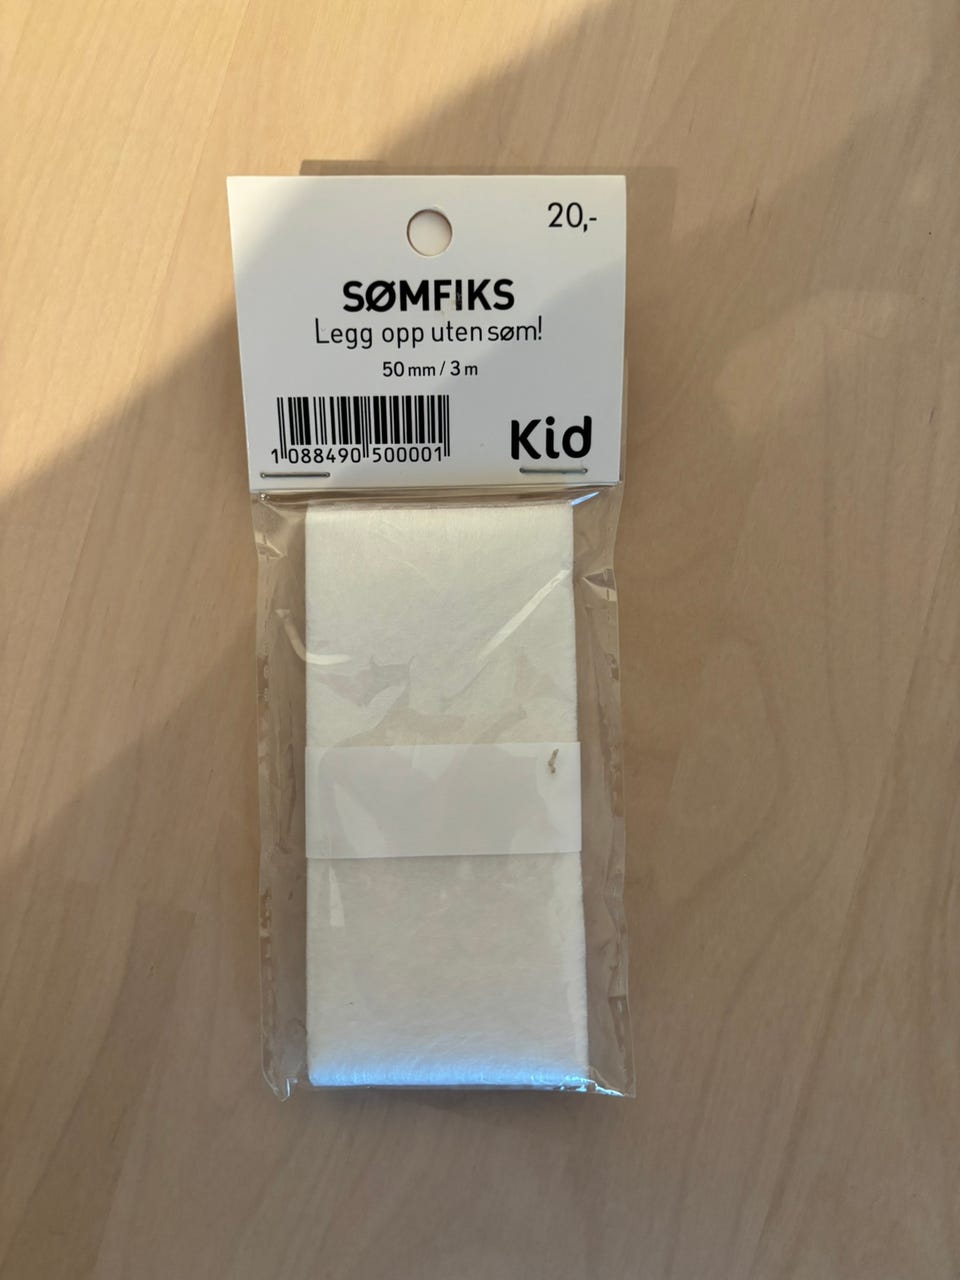 20,-
SØMFIKS
Legg opp uten søm!
50 mm / 3 m
1 088490 500001
Kid